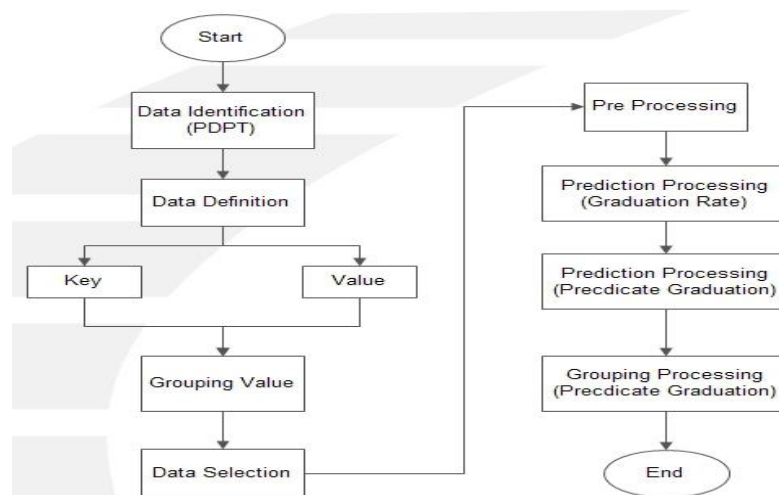 Start
Data Identification
(PDPT)
Data Definition
Key
Value
Grouping Value
Data Selection
Pre Processing
Prediction Processing
(Graduation Rate)
Prediction Processing
(Precdicate Graduation)
Grouping Processing
(Precdicate Graduation)
End